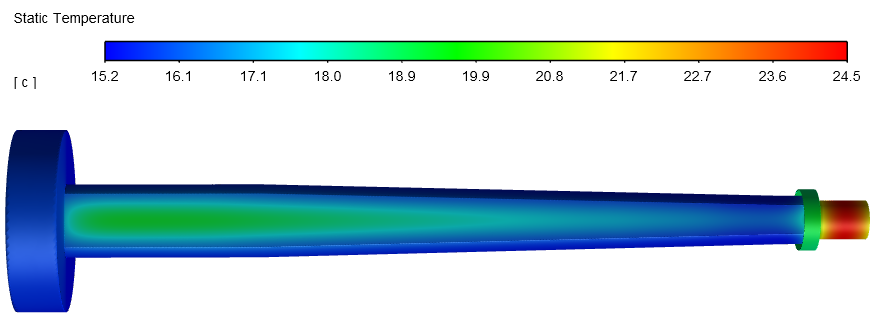 Static Temperature
[ c ]
15.2 16.1 17.1 18.0 18.9 19.9 20.8 21.7 22.7 23.6 24.5